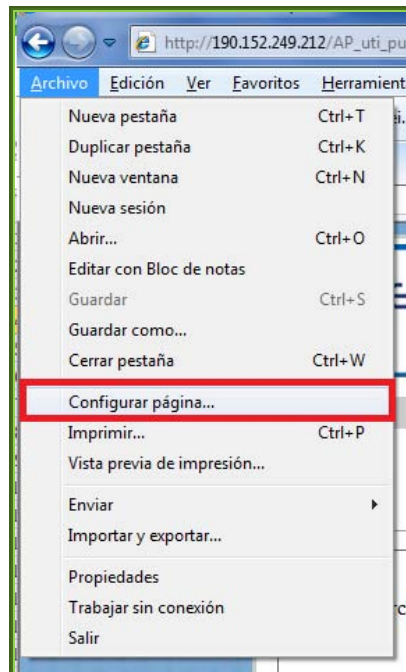 http://190.152.249.212/AP_uti_pu
Archivo Edición Ver Favoritos Herramient
Nueva pestaña Ctrl+T
Duplicar pestaña Ctrl+K
Nueva ventana Ctrl+N
Nueva sesión
Abrir... Ctrl+O
Editar con Bloc de notas
Guardar Ctrl+S
Guardar como...
Cerrar pestaña Ctrl+W
Configurar página...
Imprimir... Ctrl+P
Vista previa de impresión...
Enviar
Importar y exportar...
Propiedades
Trabajar sin conexión
Salir